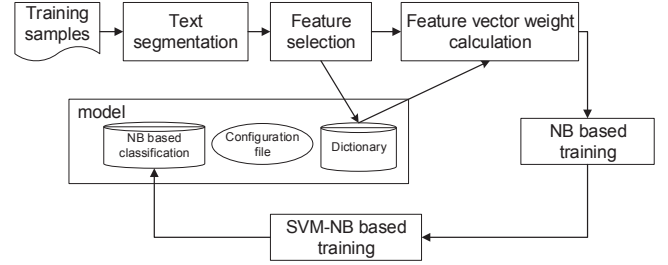 Training
samples
Text
segmentation
Feature
selection
Feature vector weight
calculation
model
NB based
classification
Configuration
file
Dictionary
NB based
training
SVM-NB based
training